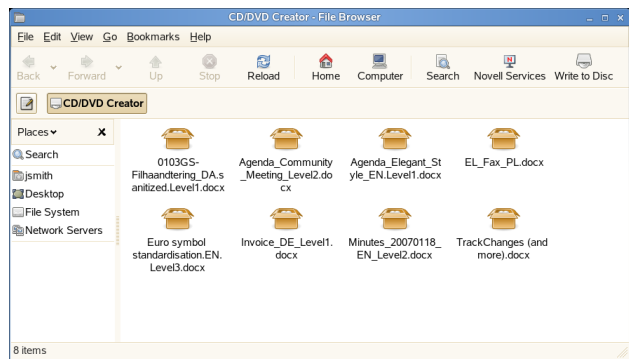 CD/DVD Creator - File Browser
File Edit View Go Bookmarks Help
Back Forward Up Stop Reload Home Computer Search Novell Services Write to Disc
CD/DVD Creator
Places
Search
jsmith
Desktop
File System
Network Servers
0103GS-
Filhaandtering_DA.s
anitized.Level1.docx
Agenda_Community
_Meeting_Level2.do
cx
Agenda_Elegant_St
yle_EN.Level1.docx
EL_Fax_PL.docx
Euro symbol
standardisation.EN.
Level3.docx
Invoice_DE_Level1.
docx
Minutes_20070118_
EN_Level2.docx
TrackChanges (and
more).docx
8 items